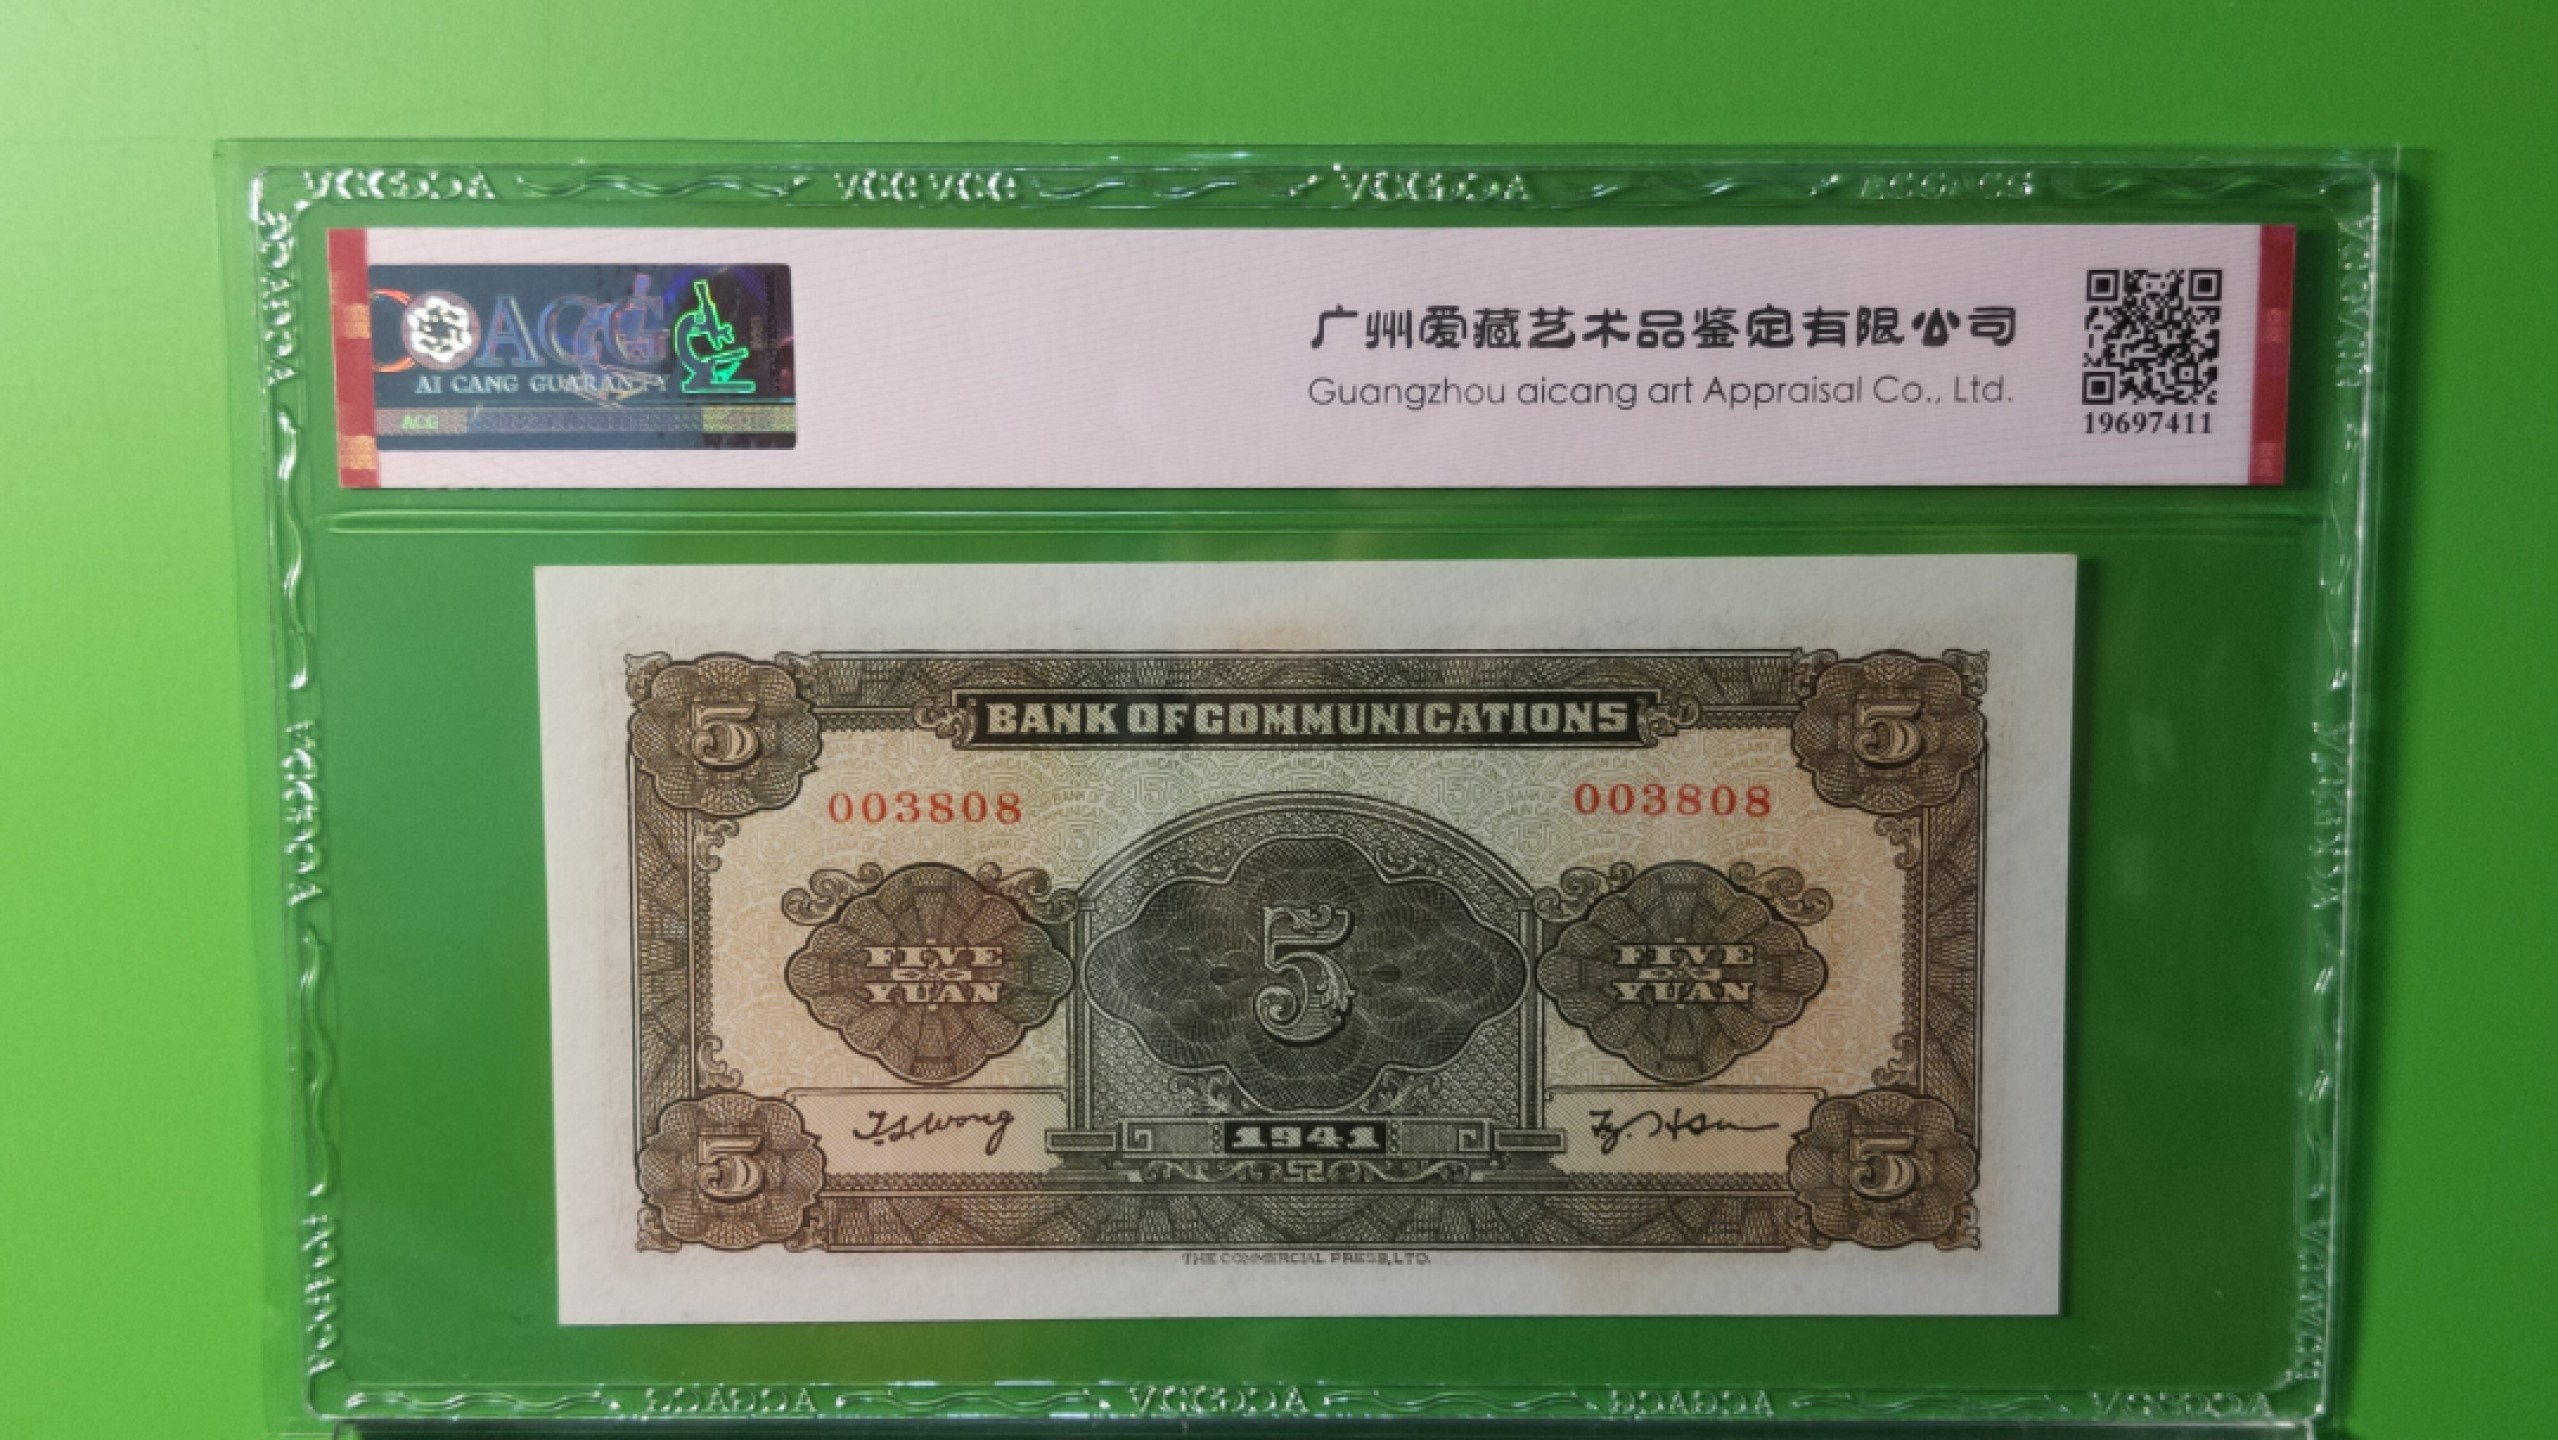 ACG
AI CANG GUARANTY
ACG
广州爱藏艺术品鉴定有限公司
Guangzhou aicang art Appraisal Co., Ltd.
19697411
5 5
BANK OF COMMUNICATIONS
003808 003808
FIVE YUAN
5
FIVE YUAN
T.S. Wong
1941
5 5
THE COMMERCIAL PRESS, LTD.